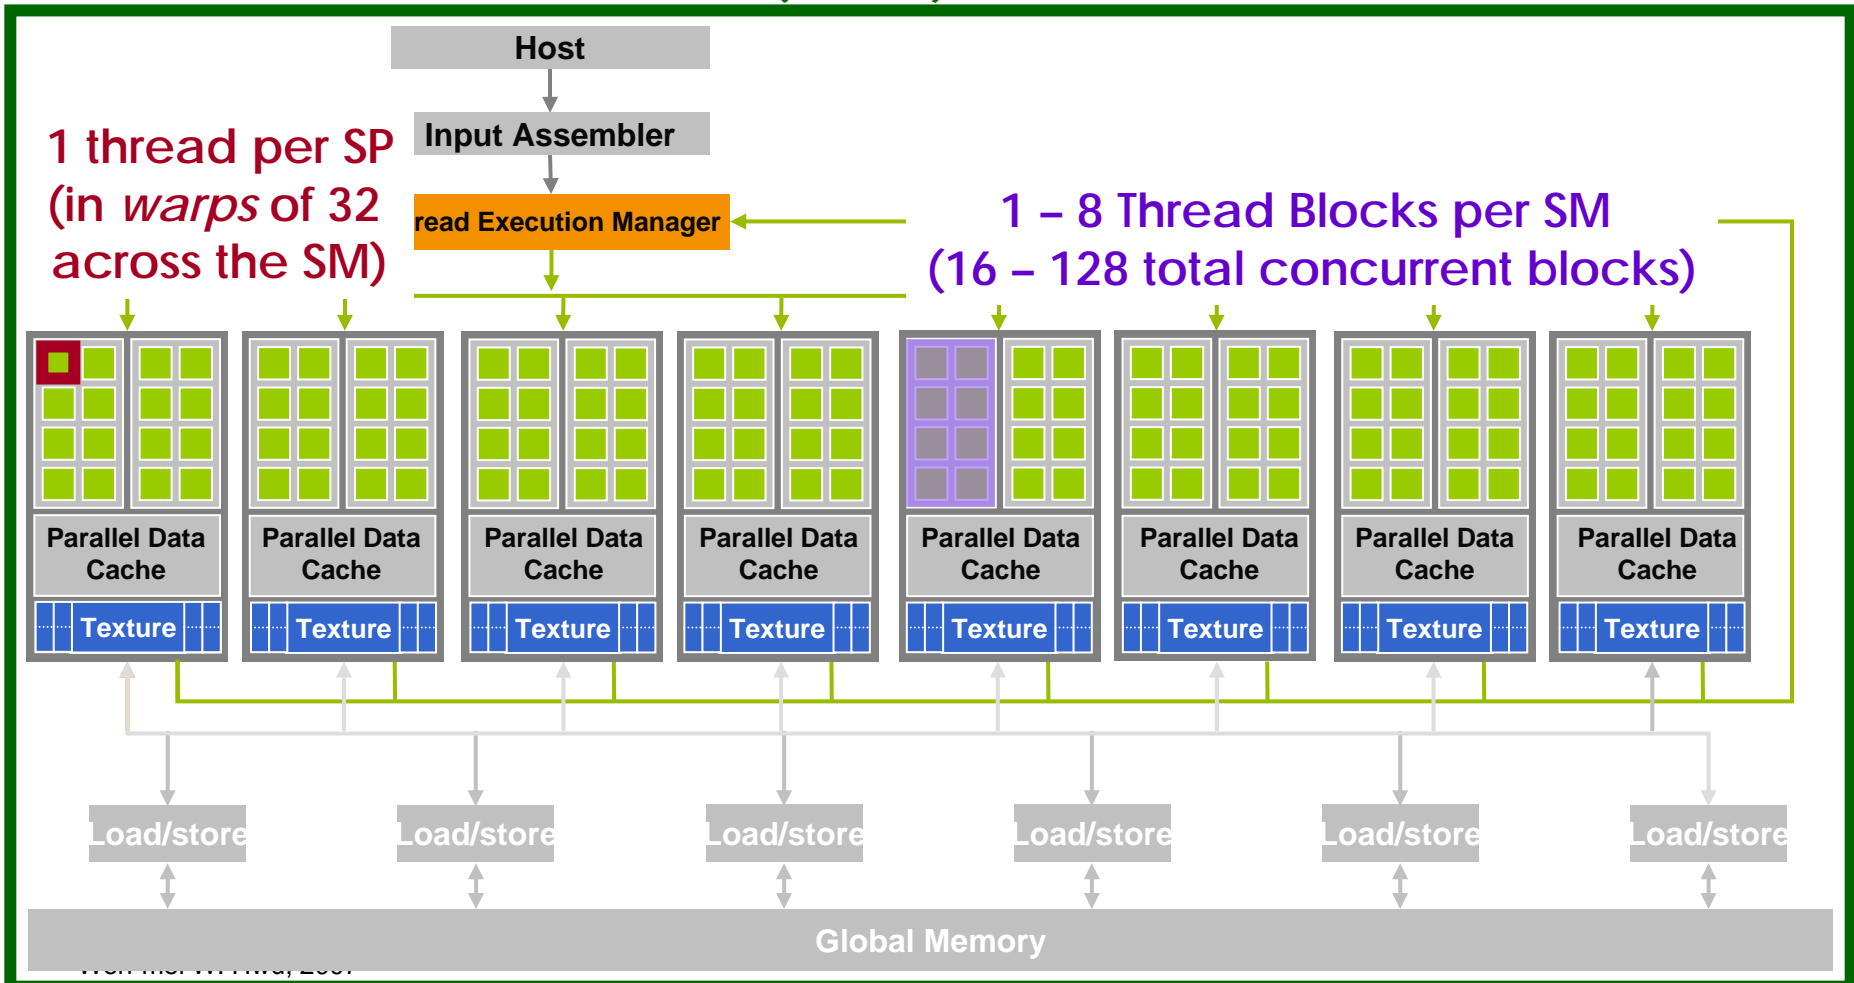 Host
Input Assembler
1 thread per SP
(in warps of 32
across the SM)
read Execution Manager
1 – 8 Thread Blocks per SM
(16 – 128 total concurrent blocks)
Parallel Data
Cache
Parallel Data
Cache
Parallel Data
Cache
Parallel Data
Cache
Parallel Data
Cache
Parallel Data
Cache
Parallel Data
Cache
Parallel Data
Cache
Texture
Texture
Texture
Texture
Texture
Texture
Texture
Texture
Load/store
Load/store
Load/store
Load/store
Load/store
Load/store
Global Memory